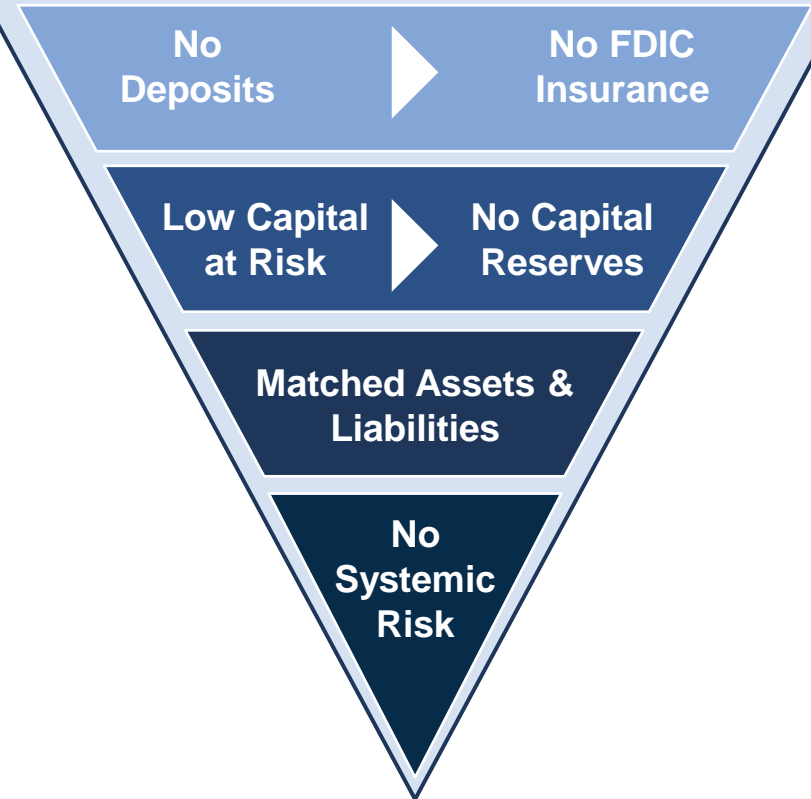 No
Deposits
No FDIC
Insurance
Low Capital
at Risk
No Capital
Reserves
Matched Assets &
Liabilities
No
Systemic
Risk